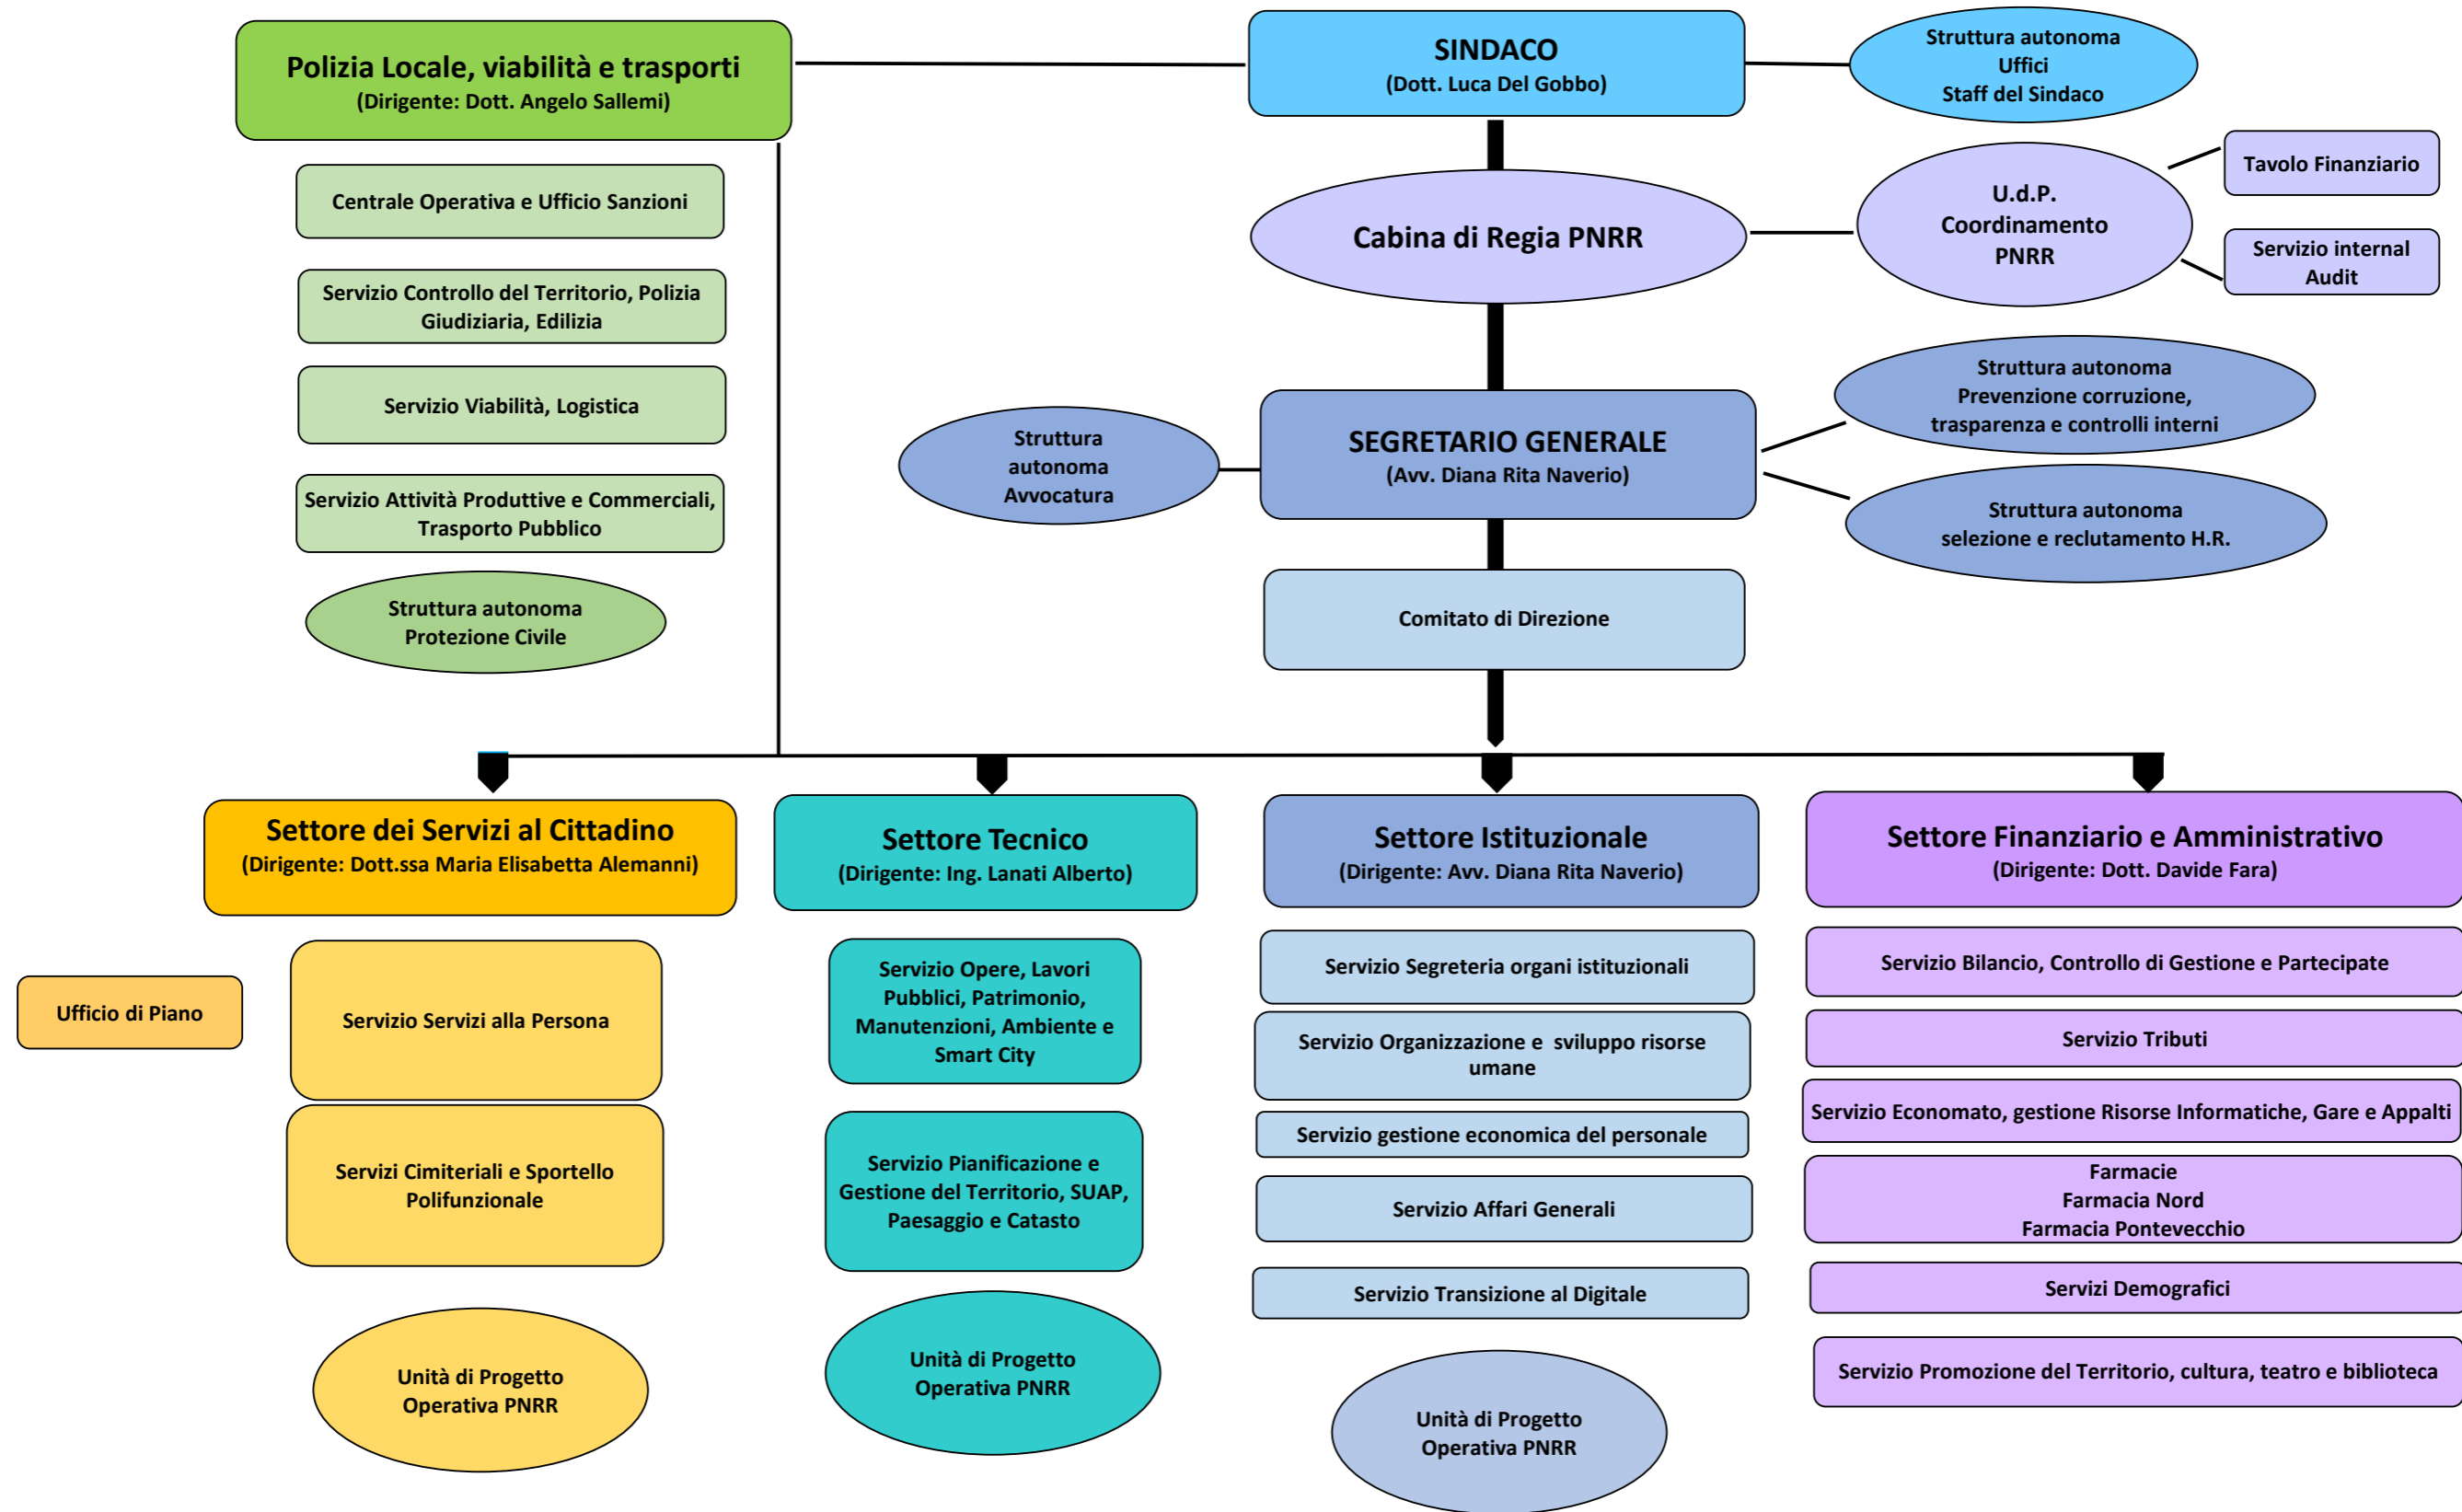 Polizia Locale, viabilità e trasporti
(Dirigente: Dott. Angelo Sallemi)
SINDACO
(Dott. Luca Del Gobbo)
Struttura autonoma
Uffici
Staff del Sindaco
Centrale Operativa e Ufficio Sanzioni
Servizio Controllo del Territorio, Polizia
Giudiziaria, Edilizia
Servizio Viabilità, Logistica
Servizio Attività Produttive e Commerciali,
Trasporto Pubblico
Struttura autonoma
Protezione Civile
Cabina di Regia PNRR
U.d.P.
Coordinamento
PNRR
Tavolo Finanziario
Servizio internal
Audit
Struttura
autonoma
Avvocatura
SEGRETARIO GENERALE
(Avv. Diana Rita Naverio)
Struttura autonoma
Prevenzione corruzione,
trasparenza e controlli interni
Struttura autonoma
selezione e reclutamento H.R.
Comitato di Direzione
Settore dei Servizi al Cittadino
(Dirigente: Dott.ssa Maria Elisabetta Alemanni)
Ufficio di Piano
Servizio Servizi alla Persona
Servizi Cimiteriali e Sportello
Polifunzionale
Unità di Progetto
Operativa PNRR
Settore Tecnico
(Dirigente: Ing. Lanati Alberto)
Servizio Opere, Lavori
Pubblici, Patrimonio,
Manutenzioni, Ambiente e
Smart City
Servizio Pianificazione e
Gestione del Territorio, SUAP,
Paesaggio e Catasto
Unità di Progetto
Operativa PNRR
Settore Istituzionale
(Dirigente: Avv. Diana Rita Naverio)
Servizio Segreteria organi istituzionali
Servizio Organizzazione e sviluppo risorse
umane
Servizio gestione economica del personale
Servizio Affari Generali
Servizio Transizione al Digitale
Unità di Progetto
Operativa PNRR
Settore Finanziario e Amministrativo
(Dirigente: Dott. Davide Fara)
Servizio Bilancio, Controllo di Gestione e Partecipate
Servizio Tributi
Servizio Economato, gestione Risorse Informatiche, Gare e Appalti
Farmacie
Farmacia Nord
Farmacia Pontevecchio
Servizi Demografici
Servizio Promozione del Territorio, cultura, teatro e biblioteca